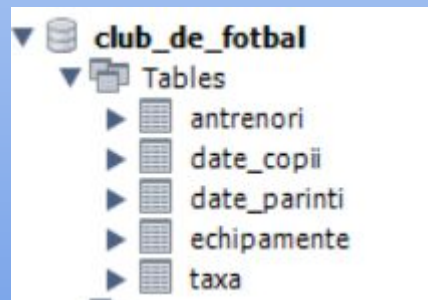 club_de_fotbal
Tables
antrenori
date_copii
date_parinti
echipamente
taxa